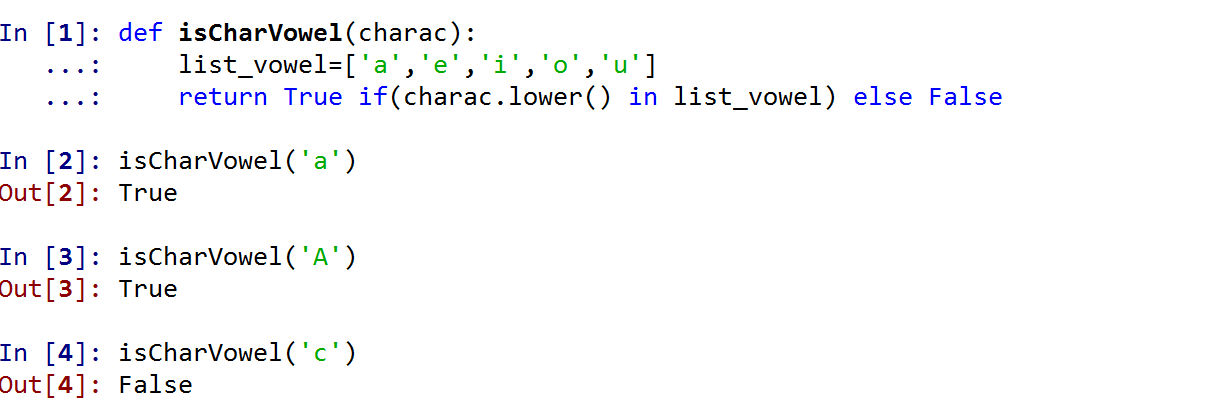 In [1]: def isCharVowel(charac):
   ...:     list_vowel=['a','e','i','o','u']
   ...:     return True if(charac.lower() in list_vowel) else False
In [2]: isCharVowel('a')
Out[2]: True
In [3]: isCharVowel('A')
Out[3]: True
In [4]: isCharVowel('c')
Out[4]: False